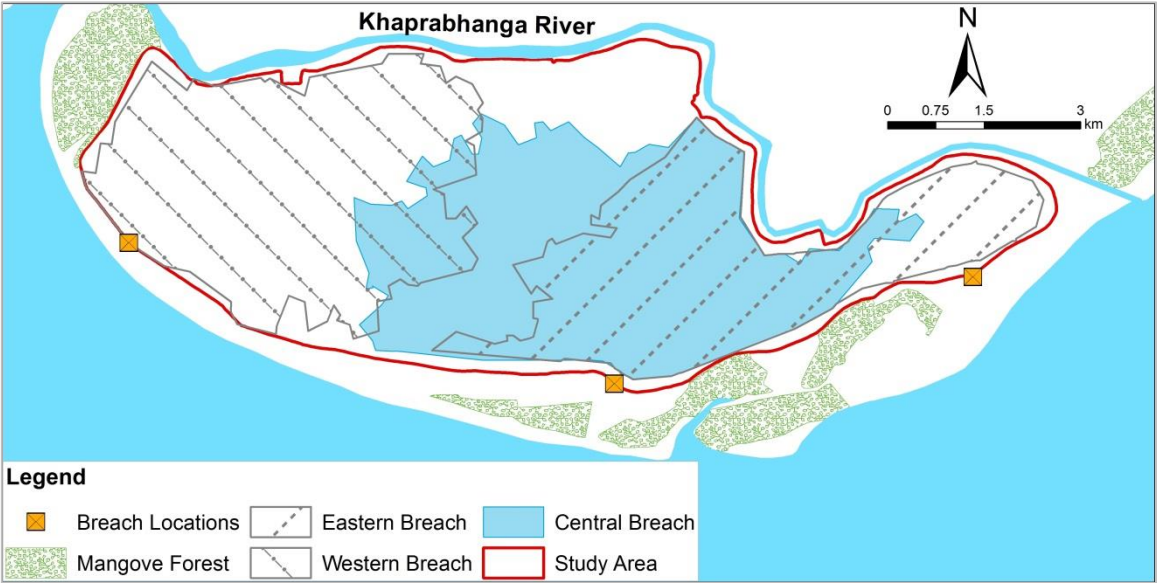 Khaprabhanga River
N
0 0.75 1.5 3
km
Legend
Breach Locations Eastern Breach Central Breach
Mangove Forest Western Breach Study Area